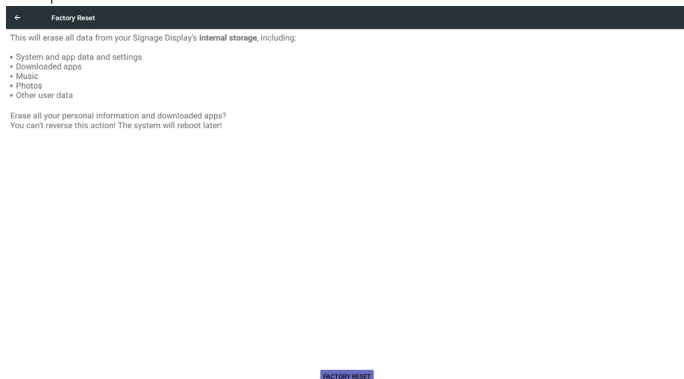 ← Factory Reset
This will erase all data from your Signage Display's internal storage, including:
• System and app data and settings
• Downloaded apps
• Music
• Photos
• Other user data
Erase all your personal information and downloaded apps?
You can't reverse this action! The system will reboot later!
FACTORY RESET